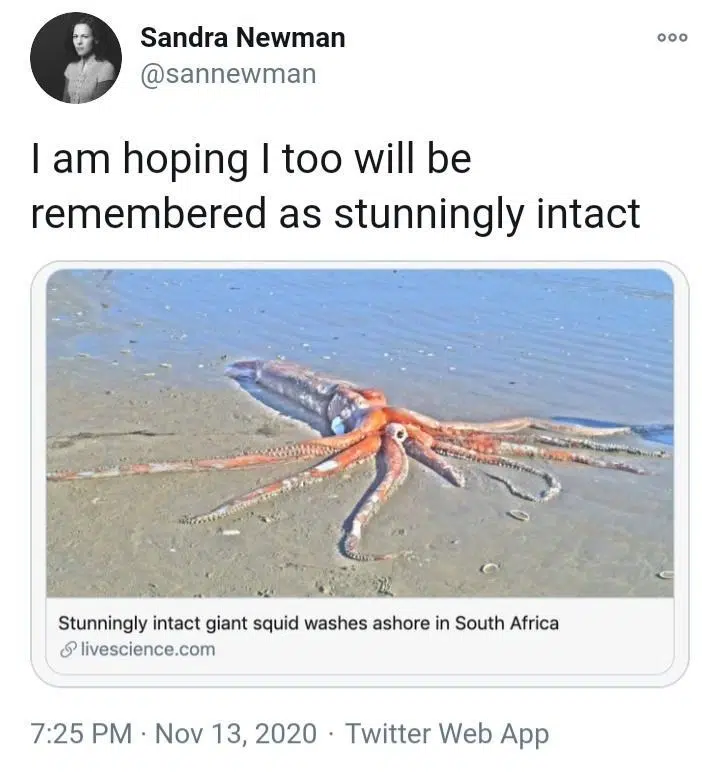 Sandra Newman
@sannewman
I am hoping I too will be
remembered as stunningly intact
Stunningly intact giant squid washes ashore in South Africa
livescience.com
7:25 PM · Nov 13, 2020 · Twitter Web App